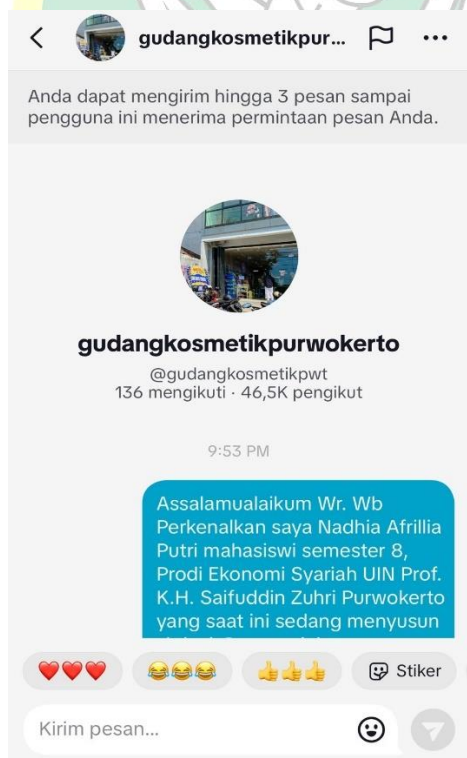 gudangkosmetikpur...
Anda dapat mengirim hingga 3 pesan sampai
pengguna ini menerima permintaan pesan Anda.
gudangkosmetikpurwokerto
@gudangkosmetikpwt
136 mengikuti · 46,5K pengikut
9:53 PM
Assalamualaikum Wr. Wb
Perkenalkan saya Nadhia Afrillia
Putri mahasiswi semester 8,
Prodi Ekonomi Syariah UIN Prof.
K.H. Saifuddin Zuhri Purwokerto
yang saat ini sedang menyusun
Stiker
Kirim pesan...